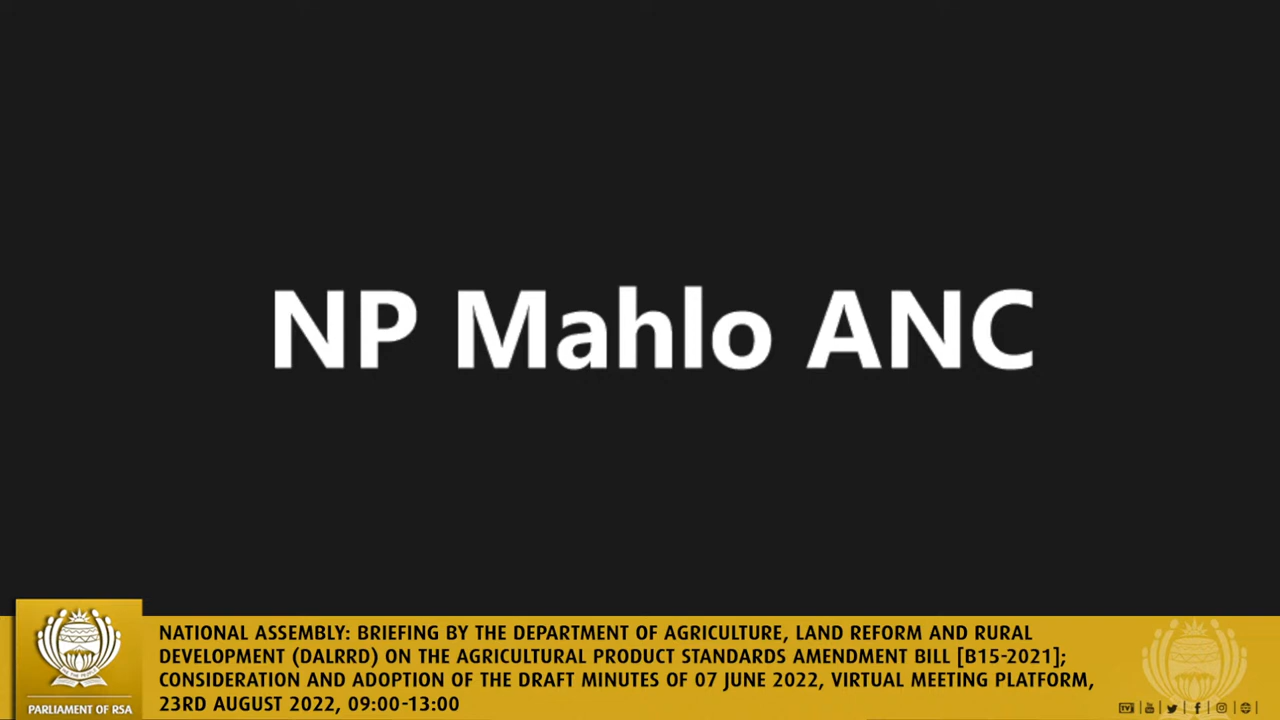 NP Mahlo ANC
NATIONAL ASSEMBLY: BRIEFING BY THE DEPARTMENT OF AGRICULTURE, LAND REFORM AND RURAL
DEVELOPMENT (DALRRD) ON THE AGRICULTURAL PRODUCT STANDARDS AMENDMENT BILL [B15-2021];
CONSIDERATION AND ADOPTION OF THE DRAFT MINUTES OF 07 JUNE 2022, VIRTUAL MEETING PLATFORM,
23RD AUGUST 2022, 09:00-13:00
PARLIAMENT OF RSA